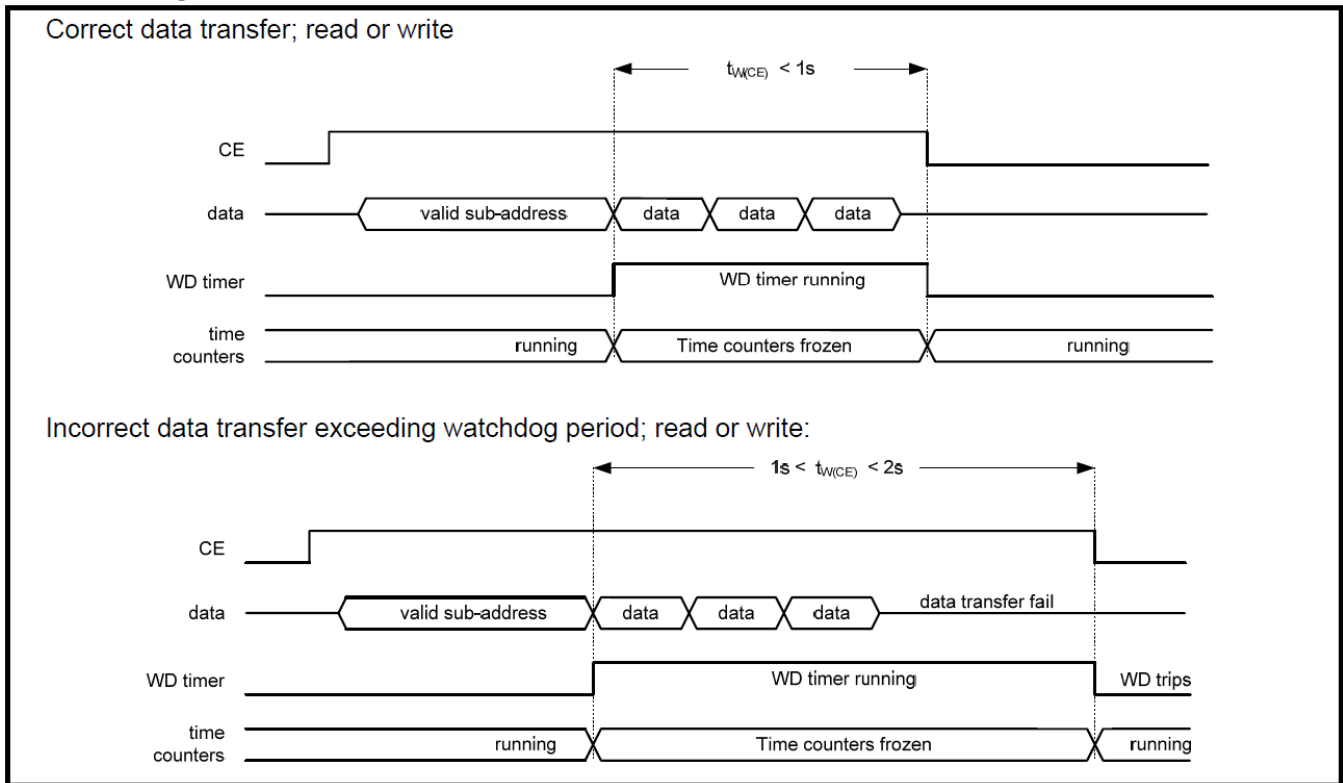 Correct data transfer; read or write
tW(CE) < 1s
CE
data
valid sub-address
data
data
data
WD timer
WD timer running
time
counters
running
Time counters frozen
running
Incorrect data transfer exceeding watchdog period; read or write:
1s < tW(CE) < 2s
CE
data
valid sub-address
data
data
data
data transfer fail
WD timer
WD timer running
WD trips
time
counters
running
Time counters frozen
running